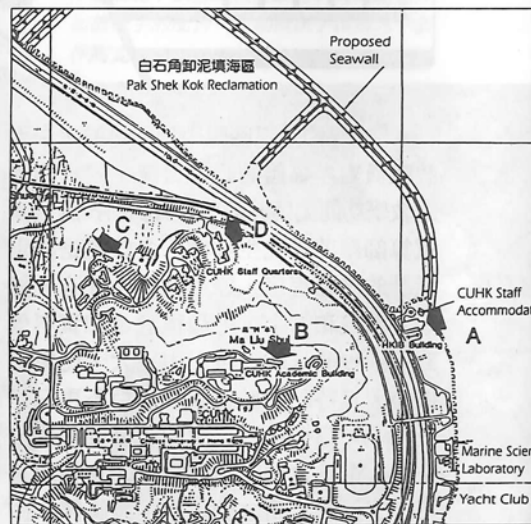 Proposed
Seawall
白石角卸泥填海區
Pak Shek Kok Reclamation
C
D
CUHK Staff Quarters
CUHK Staff
Accommodat
A
HKIB Building
B
Ma Liu Shui
CUHK Academic Building
CUHK
Marine Scien
Laboratory
Yacht Club